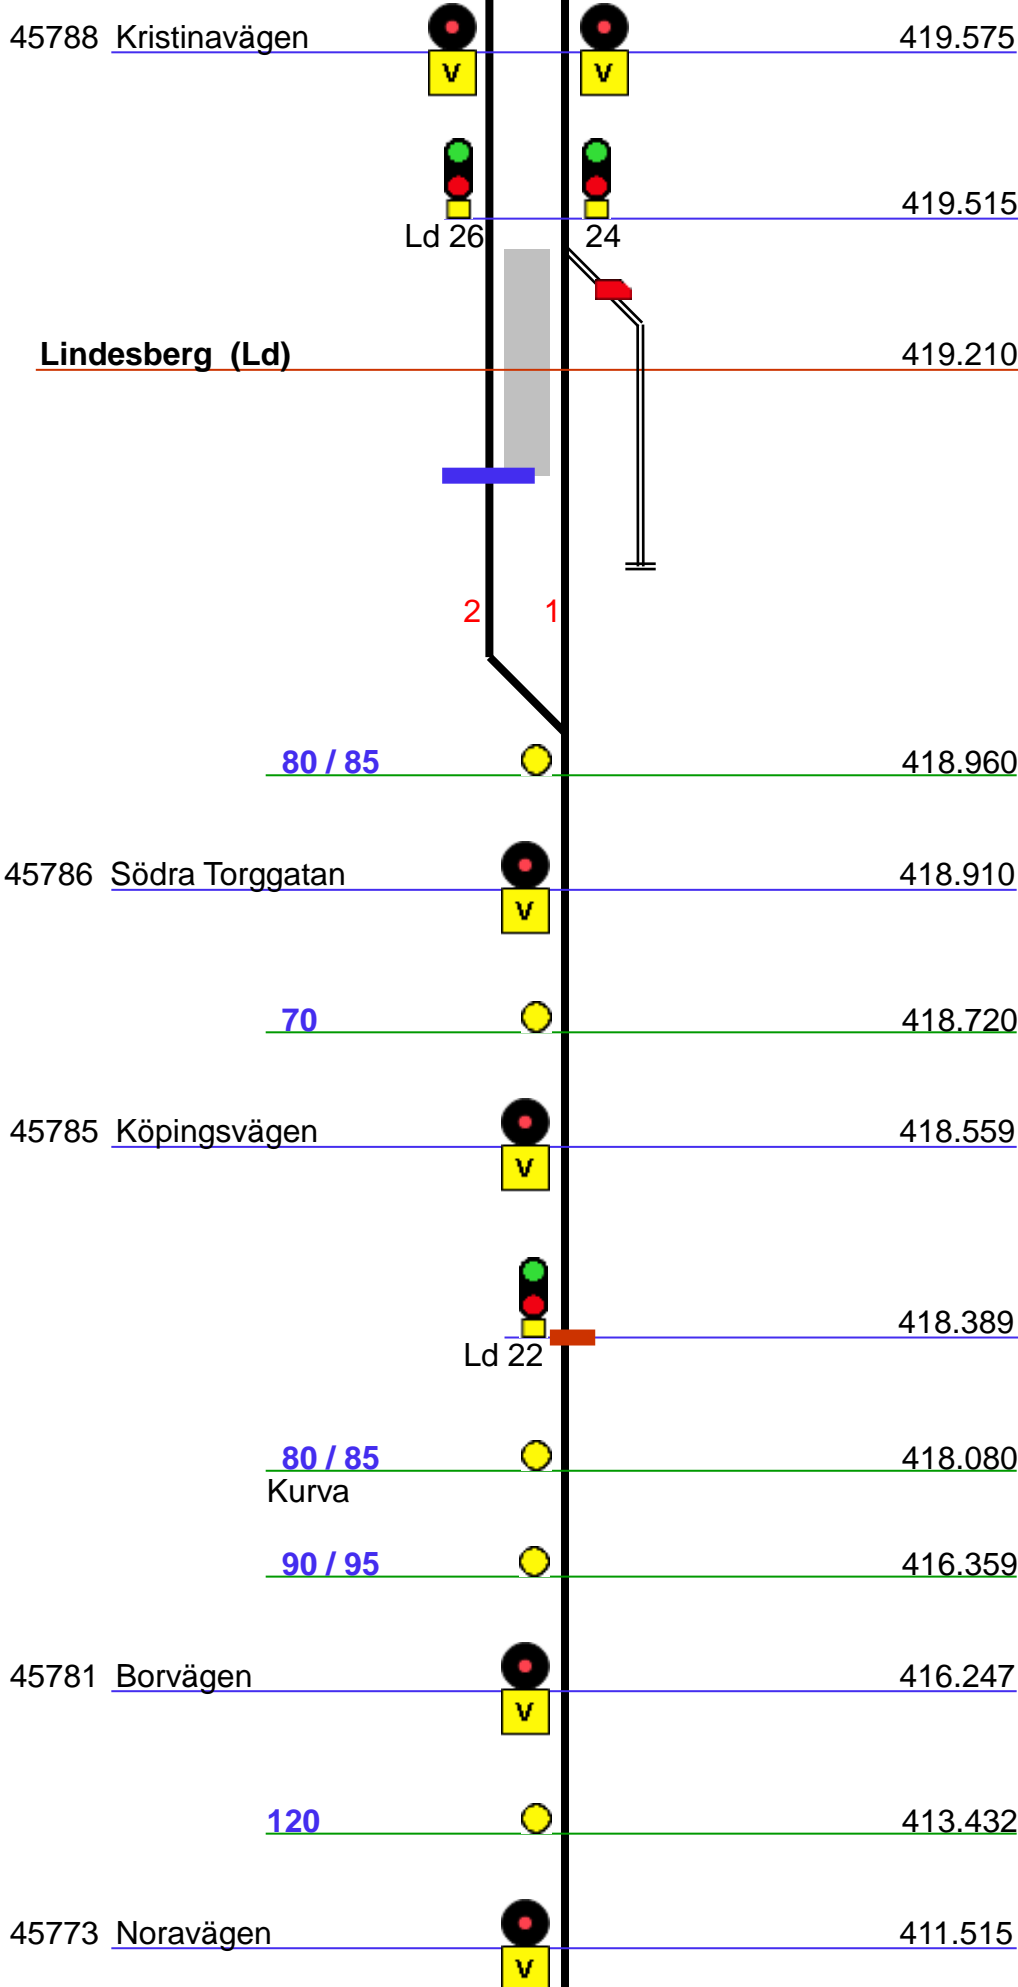 45788 Kristinavägen 419.575
V V
419.515
Ld 26 24
Lindesberg (Ld) 419.210
2 1
80 / 85 418.960
45786 Södra Torggatan 418.910
V
70 418.720
45785 Köpingsvägen 418.559
V
418.389
Ld 22
80 / 85 418.080
Kurva
90 / 95 416.359
45781 Borvägen 416.247
V
120 413.432
45773 Noravägen 411.515
V